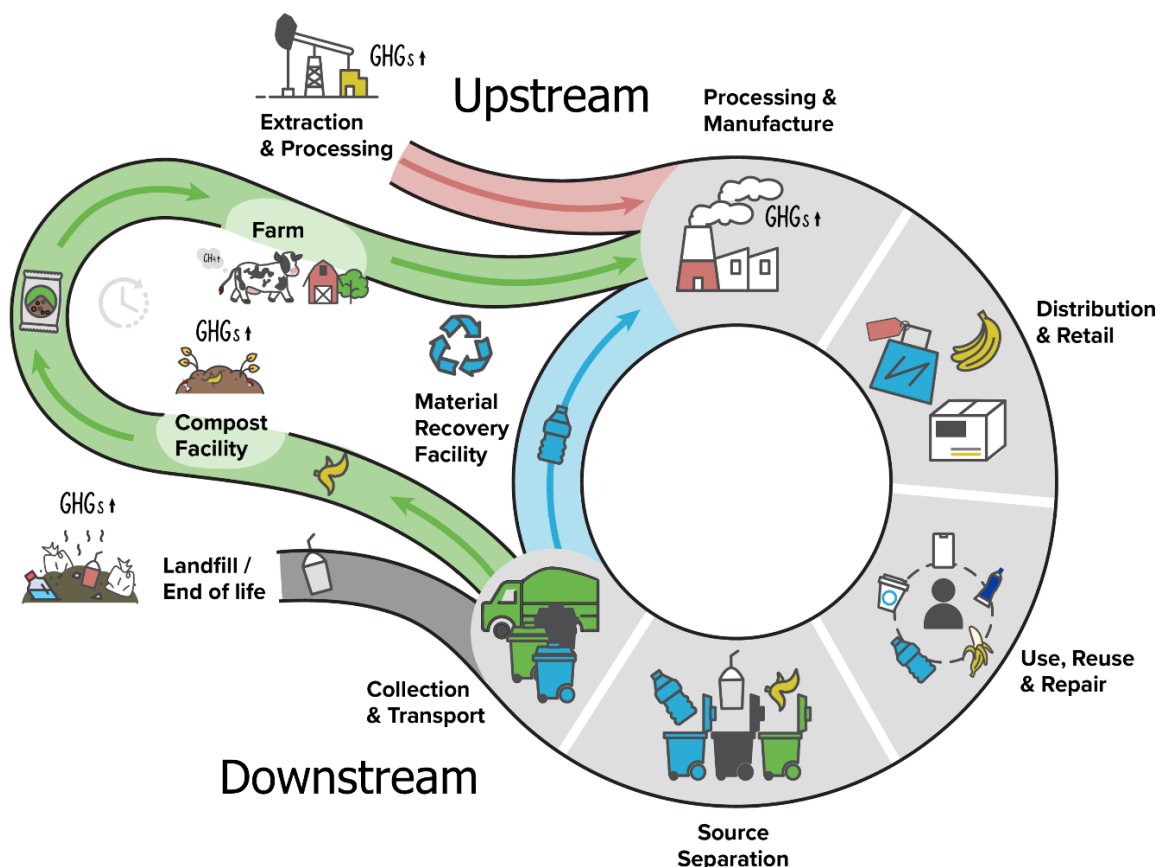 GHGs↑
Upstream
Extraction
& Processing
Processing &
Manufacture
GHGs↑
Farm
CH4↑
Distribution
& Retail
GHGs↑
Material
Recovery
Facility
Compost
Facility
GHGs↑
Landfill /
End of life
Use, Reuse
& Repair
Collection
& Transport
Downstream
Source
Separation